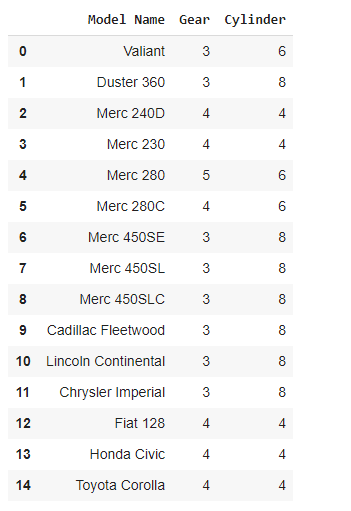 Model Name Gear Cylinder
0 Valiant 3 6
1 Duster 360 3 8
2 Merc 240D 4 4
3 Merc 230 4 4
4 Merc 280 5 6
5 Merc 280C 4 6
6 Merc 450SE 3 8
7 Merc 450SL 3 8
8 Merc 450SLC 3 8
9 Cadillac Fleetwood 3 8
10 Lincoln Continental 3 8
11 Chrysler Imperial 3 8
12 Fiat 128 4 4
13 Honda Civic 4 4
14 Toyota Corolla 4 4